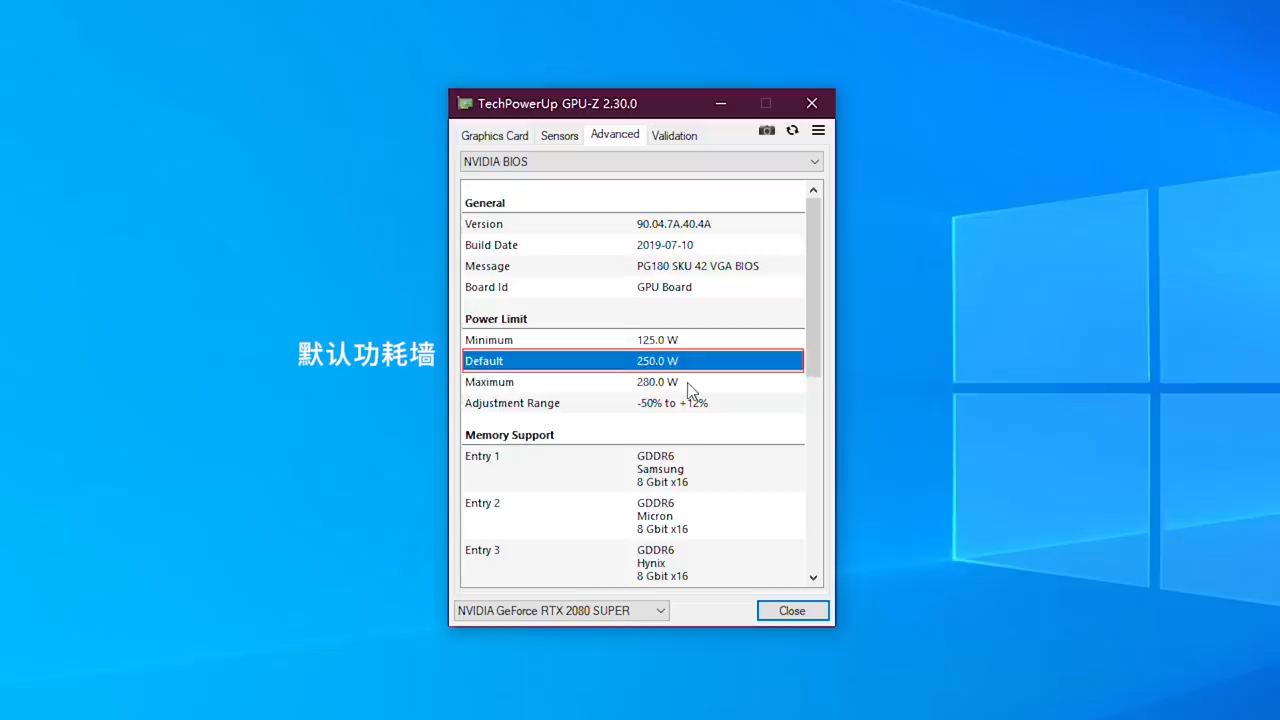 TechPowerUp GPU-Z 2.30.0
Graphics Card Sensors Advanced Validation
NVIDIA BIOS
General
Version 90.04.7A.40.4A
Build Date 2019-07-10
Message PG180 SKU 42 VGA BIOS
Board Id GPU Board
Power Limit
Minimum 125.0 W
默认功耗墙
Default 250.0 W
Maximum 280.0 W
Adjustment Range -50% to +12%
Memory Support
Entry 1 GDDR6
Samsung
8 Gbit x16
Entry 2 GDDR6
Micron
8 Gbit x16
Entry 3 GDDR6
Hynix
8 Gbit x16
NVIDIA GeForce RTX 2080 SUPER Close